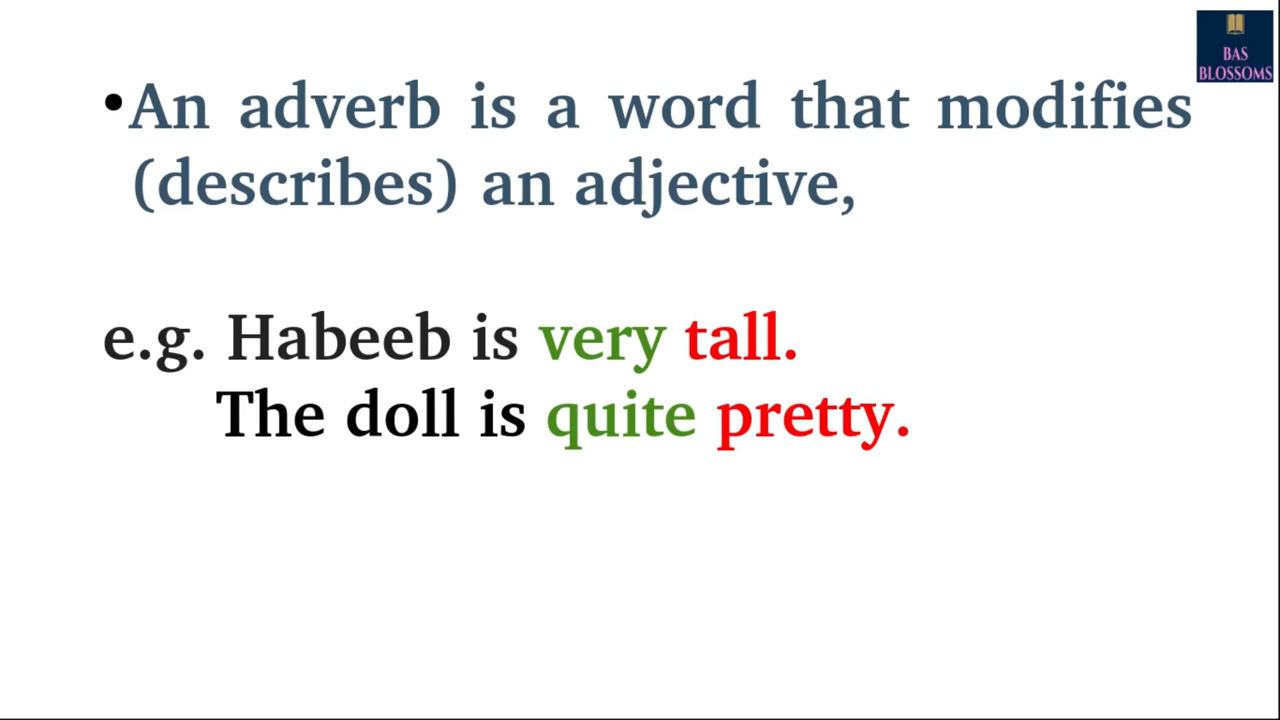 BAS
BLOSSOMS
•An adverb is a word that modifies
(describes) an adjective,
e.g. Habeeb is very tall.
The doll is quite pretty.